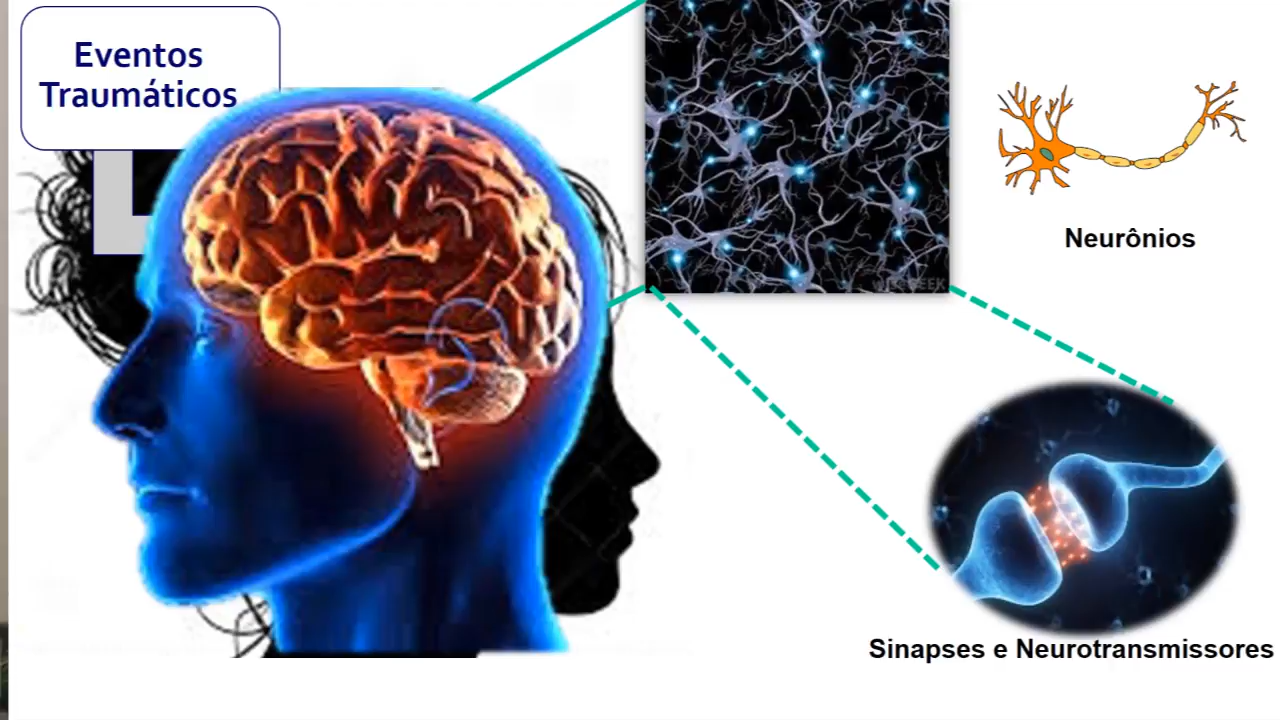 Eventos
Traumáticos
Neurônios
Sinapses e Neurotransmissores